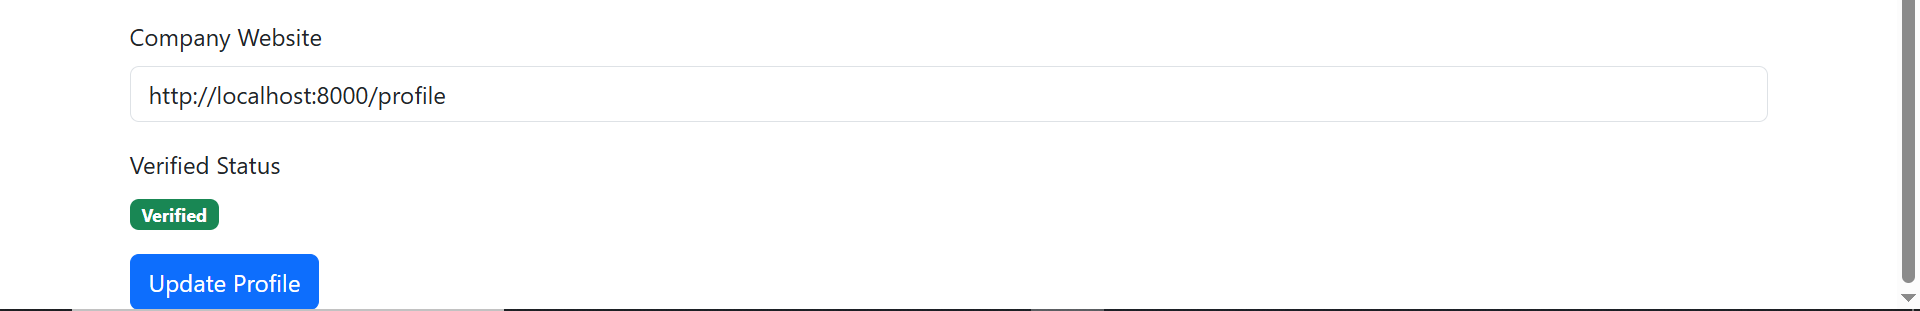 Company Website
http://localhost:8000/profile
Verified Status
Verified
Update Profile